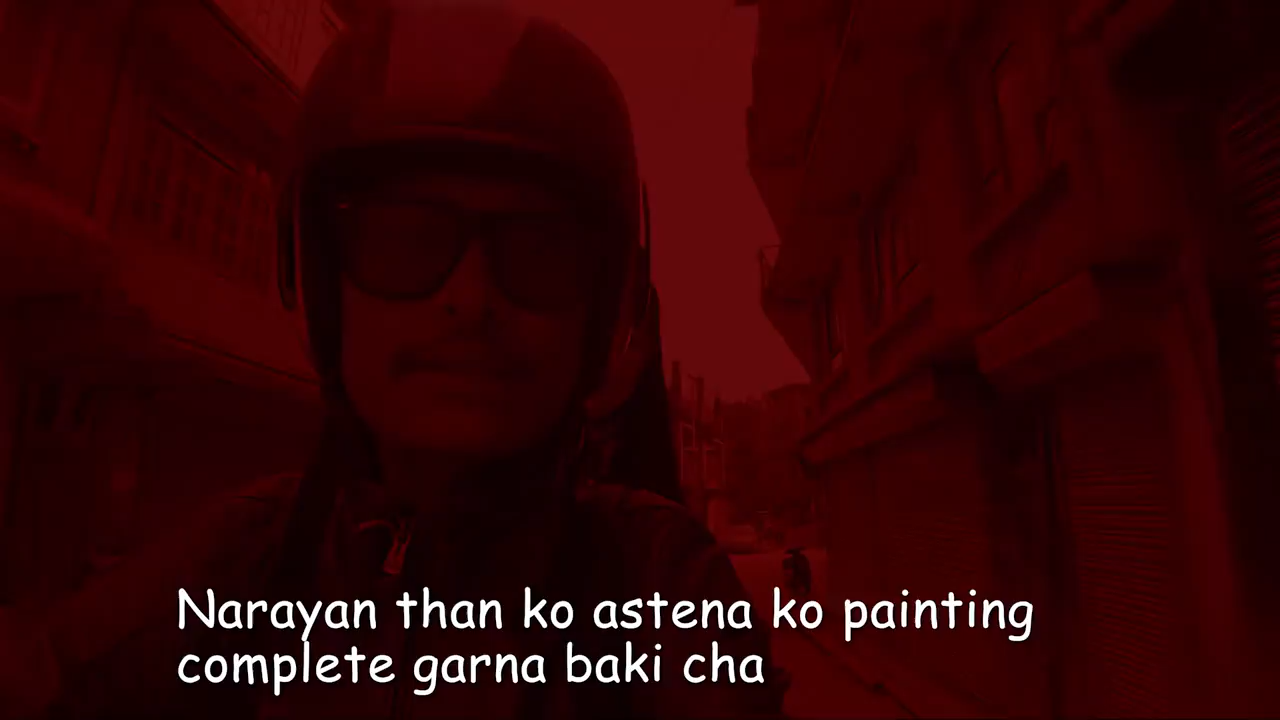 Narayan than ko astena ko painting
complete garna baki cha